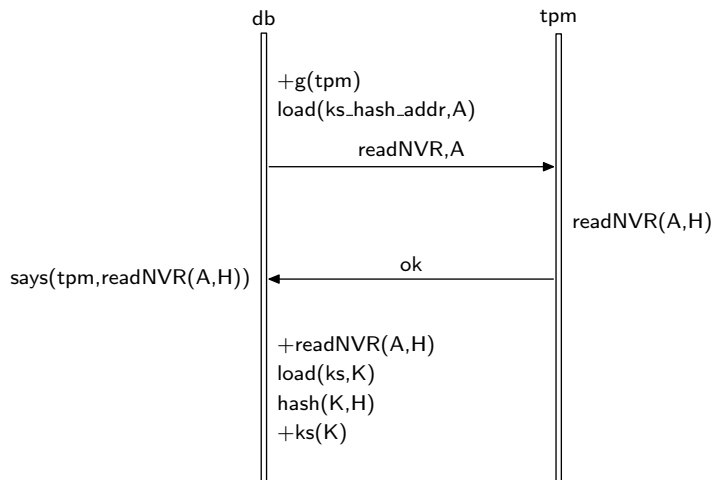 db
tpm
+g(tpm)
load(ks_hash_addr,A)
readNVR,A
readNVR(A,H)
ok
says(tpm,readNVR(A,H))
+readNVR(A,H)
load(ks,K)
hash(K,H)
+ks(K)